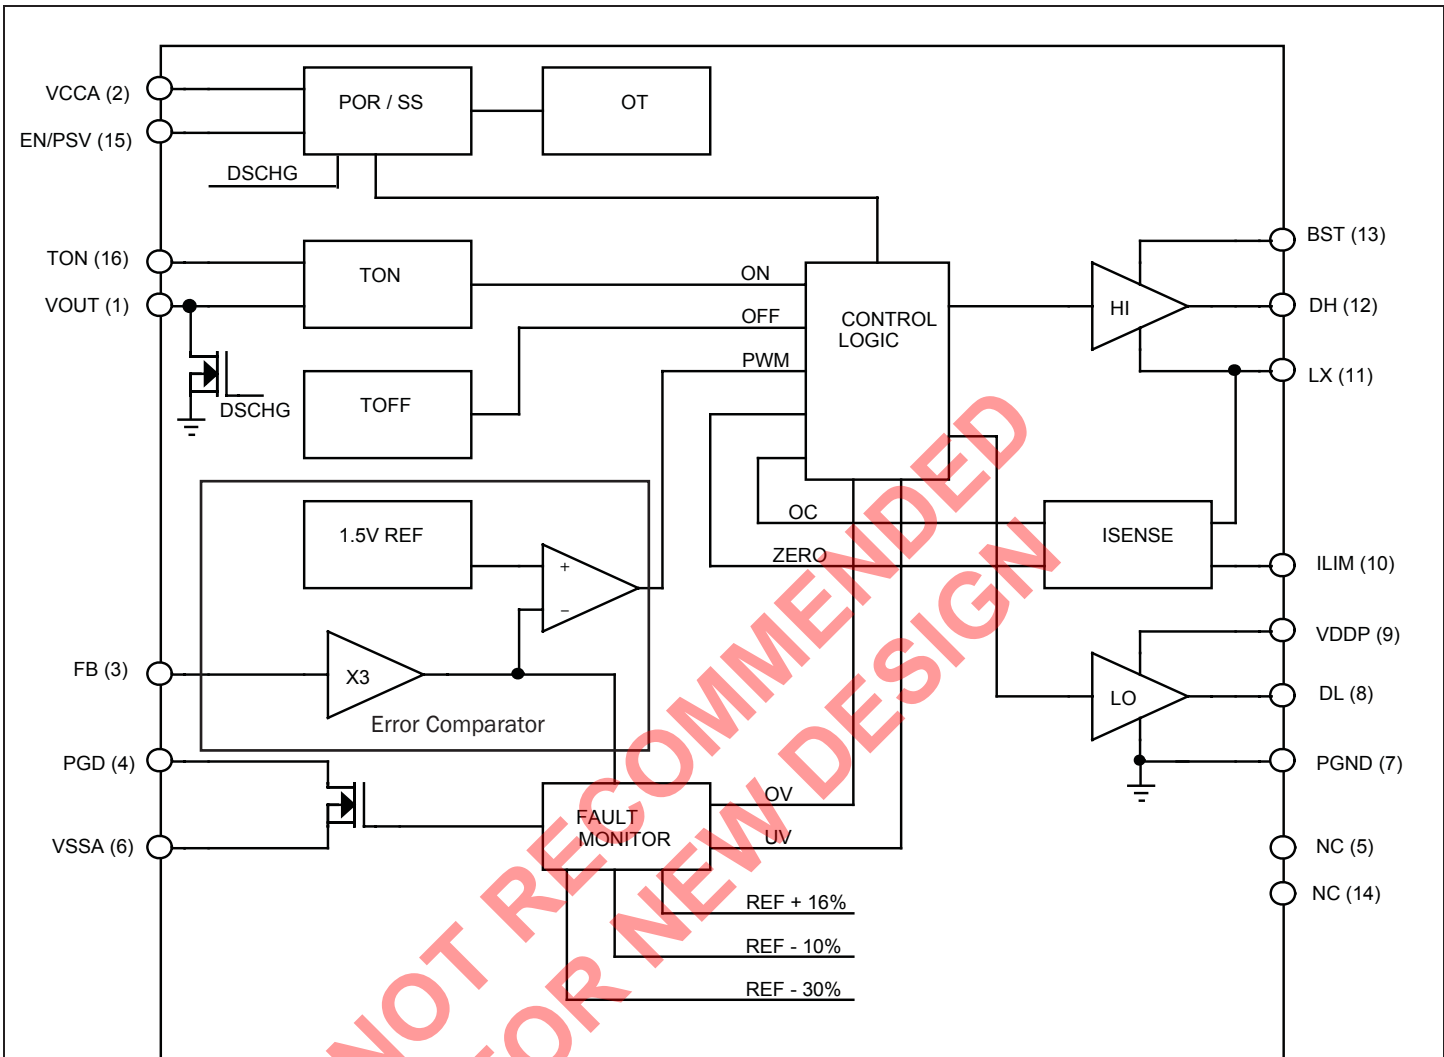 VCCA (2)
EN/PSV (15)
POR / SS
OT
DSCHG
TON (16)
VOUT (1)
TON
DSCHG
TOFF
ON
OFF
PWM
CONTROL
LOGIC
HI
BST (13)
DH (12)
LX (11)
1.5V REF
+
−
OC
ZERO
ISENSE
ILIM (10)
FB (3)
X3
Error Comparator
VDDP (9)
LO
DL (8)
PGND (7)
PGD (4)
VSSA (6)
FAULT
MONITOR
OV
UV
NC (5)
NC (14)
REF + 16%
REF - 10%
REF - 30%
NOT RECOMMENDED
FOR NEW DESIGN